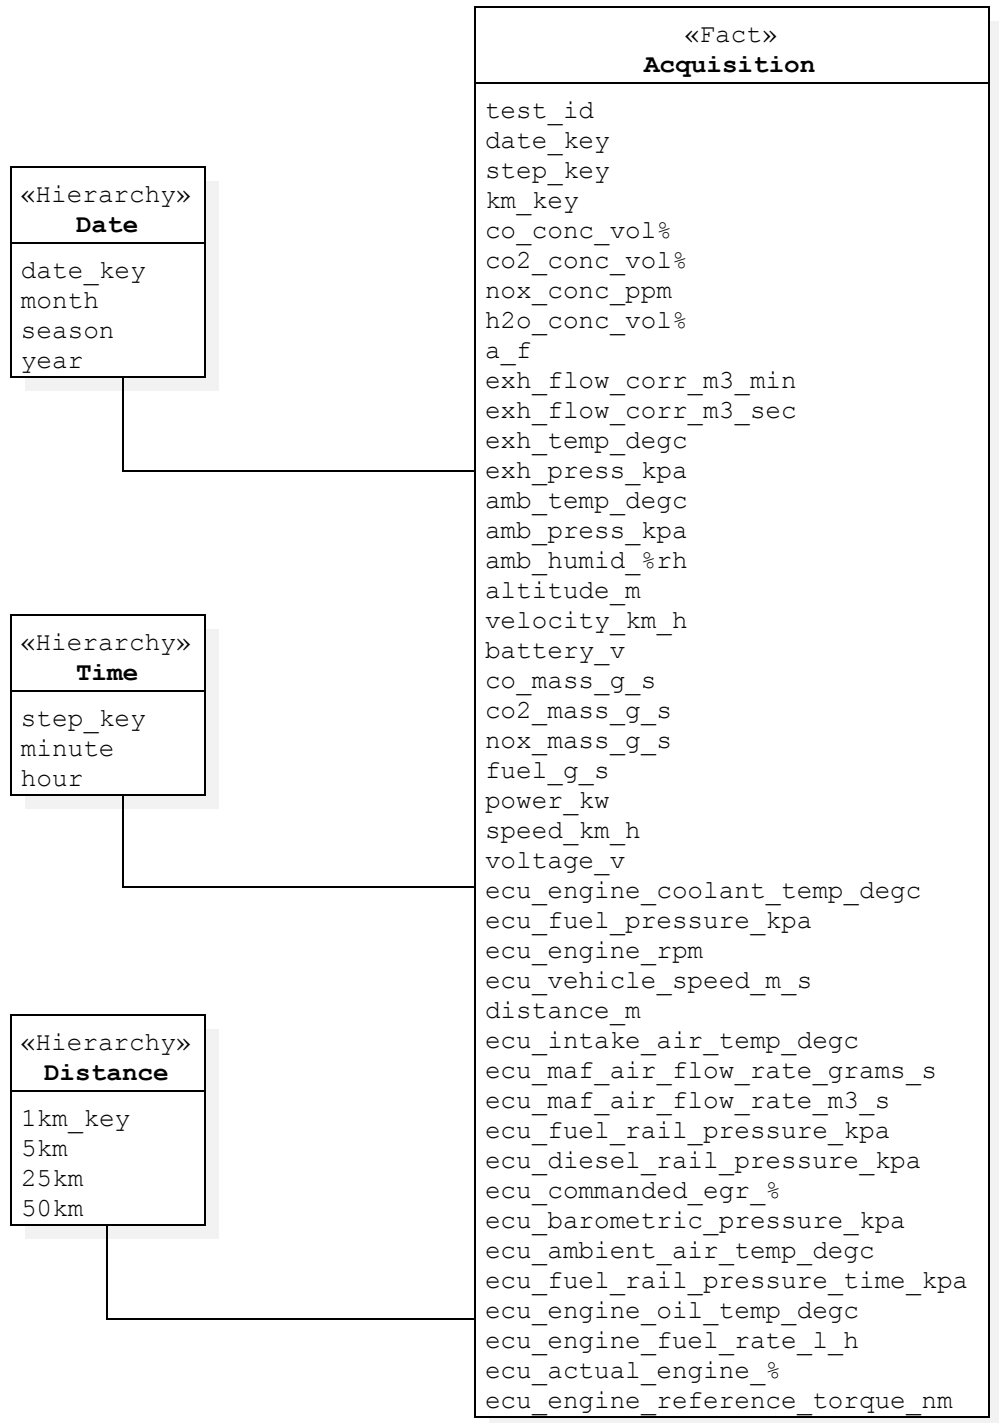 «Fact»
Acquisition
test_id
date_key
step_key
km_key
co_conc_vol%
co2_conc_vol%
nox_conc_ppm
h2o_conc_vol%
a_f
exh_flow_corr_m3_min
exh_flow_corr_m3_sec
exh_temp_degc
exh_press_kpa
amb_temp_degc
amb_press_kpa
amb_humid_%rh
altitude_m
velocity_km_h
battery_v
co_mass_g_s
co2_mass_g_s
nox_mass_g_s
fuel_g_s
power_kw
speed_km_h
voltage_v
ecu_engine_coolant_temp_degc
ecu_fuel_pressure_kpa
ecu_engine_rpm
ecu_vehicle_speed_m_s
distance_m
ecu_intake_air_temp_degc
ecu_maf_air_flow_rate_grams_s
ecu_maf_air_flow_rate_m3_s
ecu_fuel_rail_pressure_kpa
ecu_diesel_rail_pressure_kpa
ecu_commanded_egr_%
ecu_barometric_pressure_kpa
ecu_ambient_air_temp_degc
ecu_fuel_rail_pressure_time_kpa
ecu_engine_oil_temp_degc
ecu_engine_fuel_rate_l_h
ecu_actual_engine_%
ecu_engine_reference_torque_nm
«Hierarchy»
Date
date_key
month
season
year
«Hierarchy»
Time
step_key
minute
hour
«Hierarchy»
Distance
1km_key
5km
25km
50km